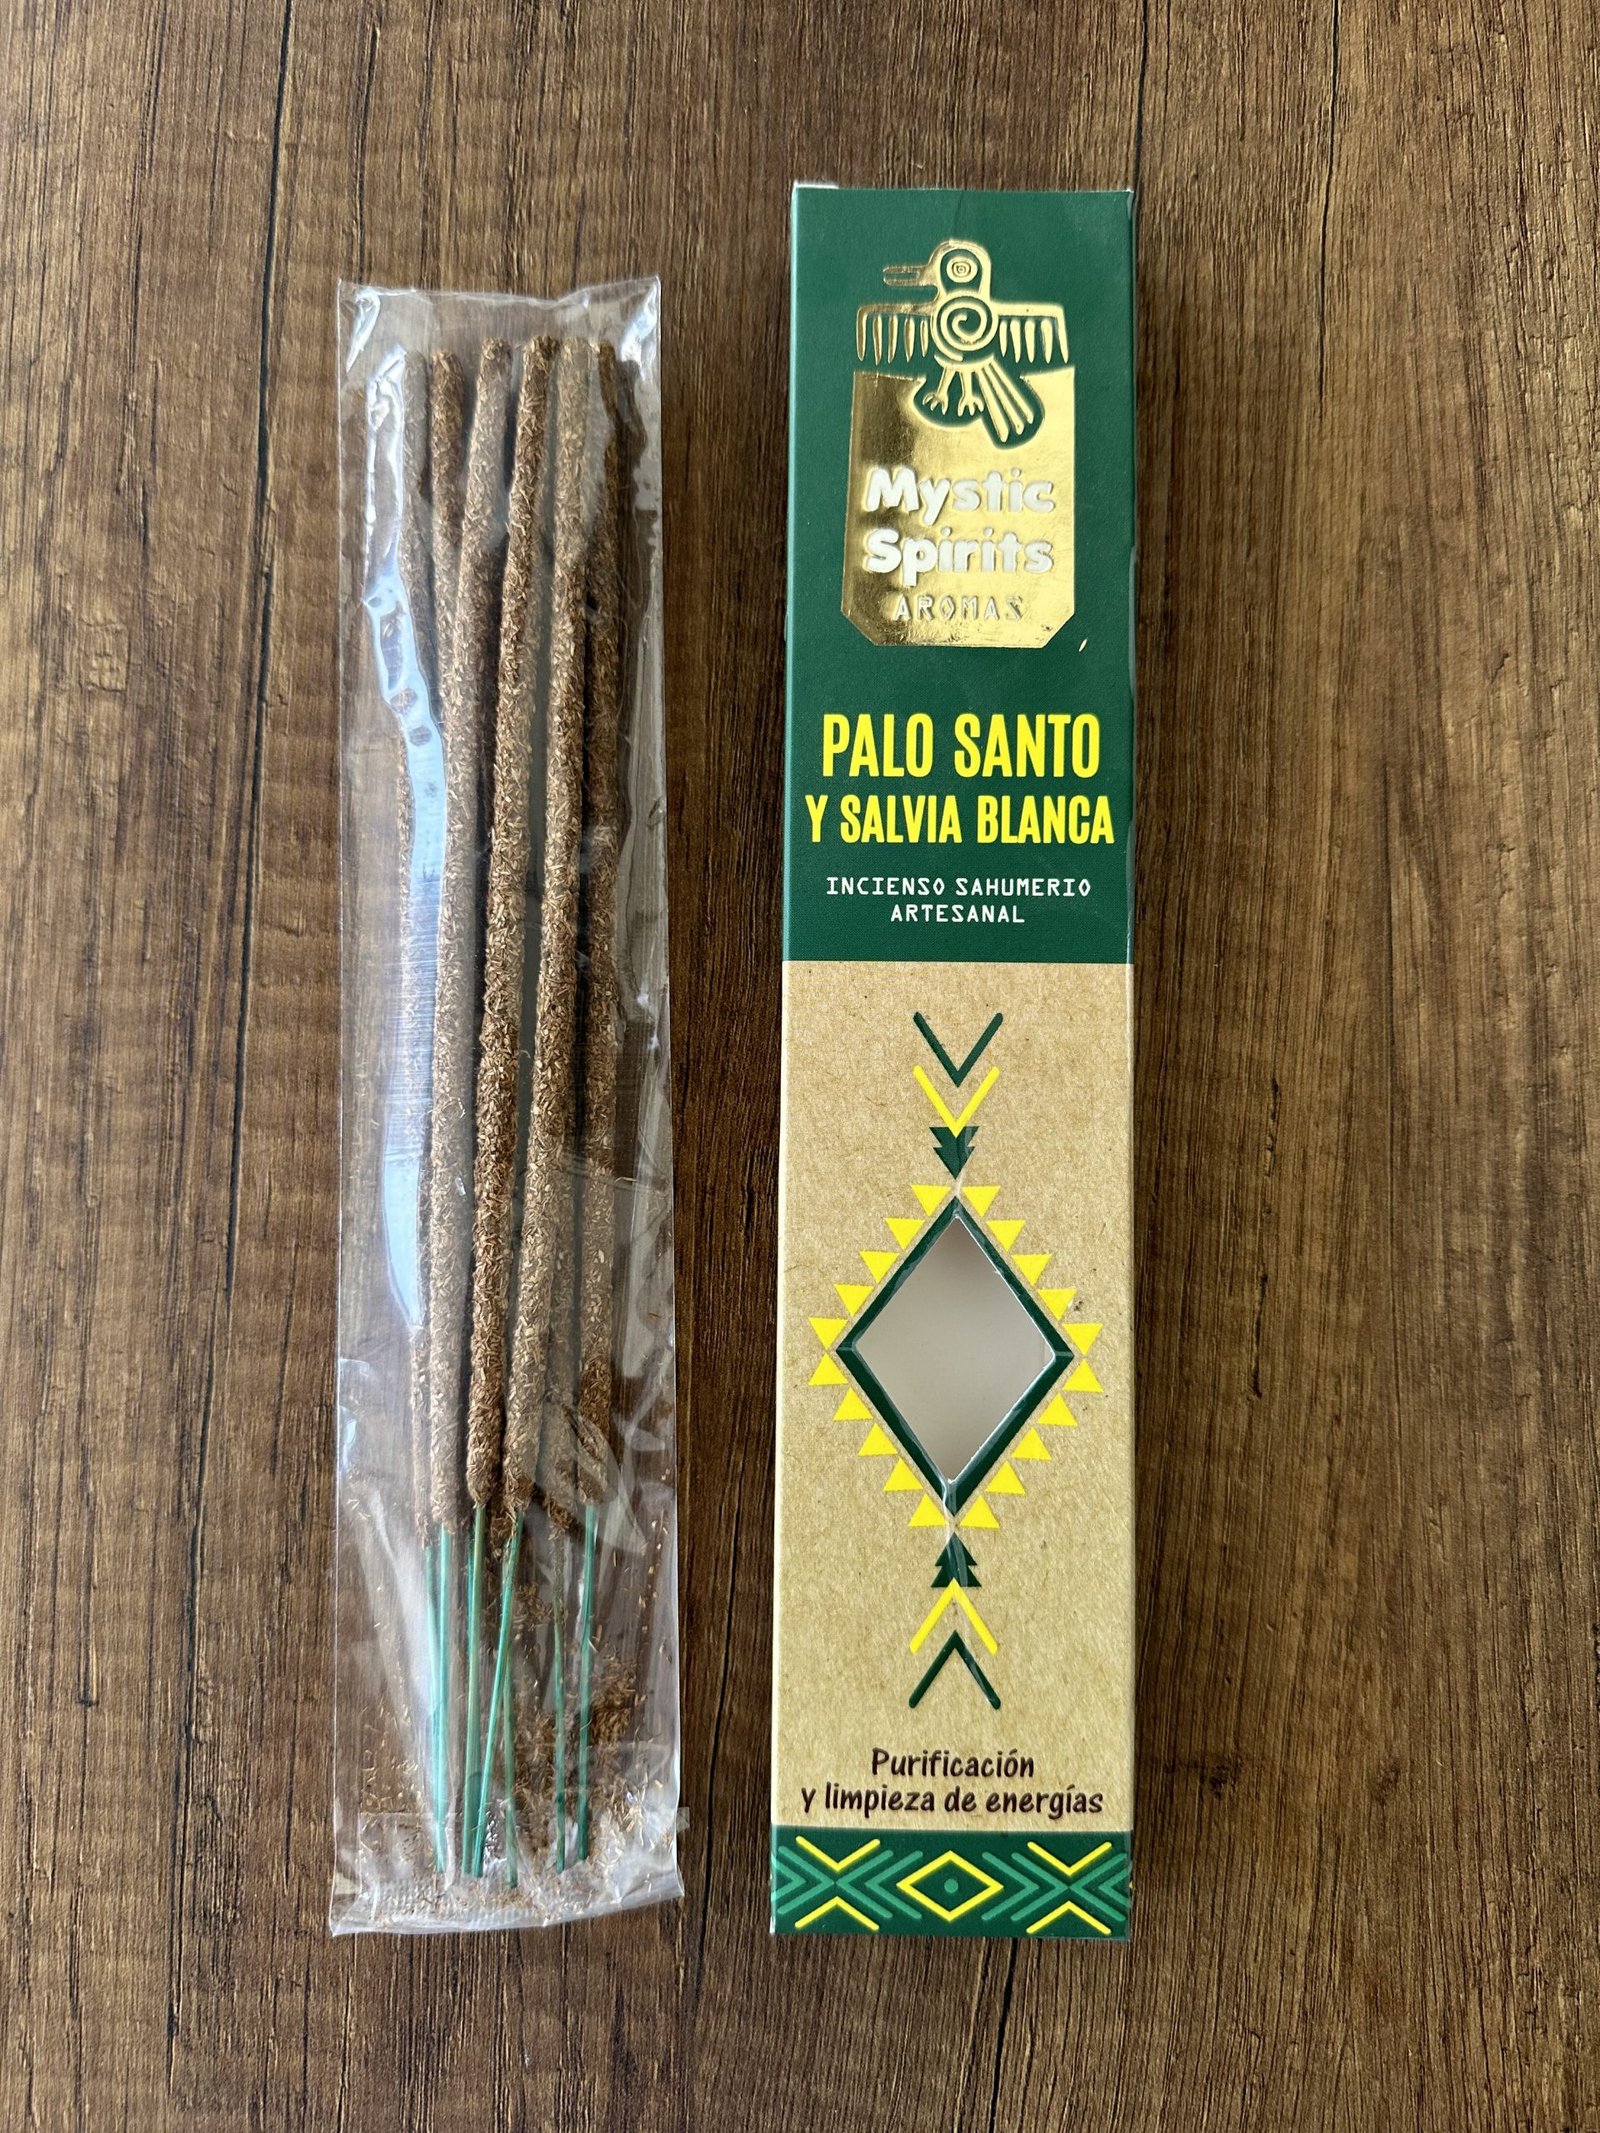 Mystic
Spirits
AROMAS
PALO SANTO
Y SALVIA BLANCA
INCIENSO SAHUMERIO
ARTESANAL
Purificación
y limpieza de energías